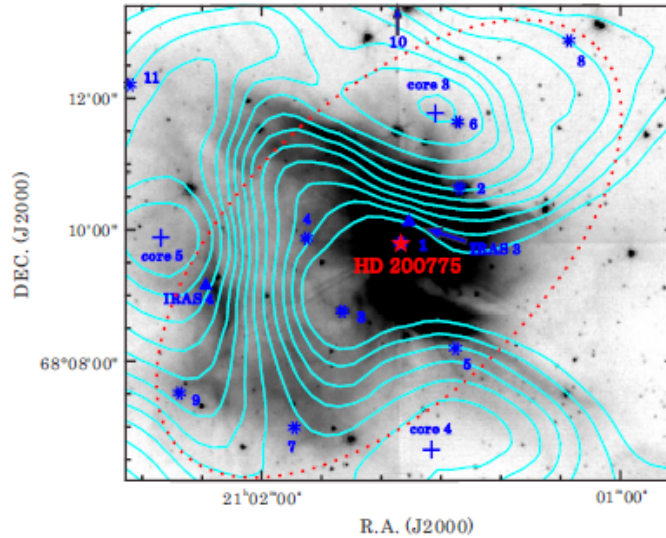 11
10
8
core 3
12'00"
6
2
4
10'00"
1
IRAS 3
core 5
HD 200775
IRAS 4
3
5
68°08'00"
9
core 4
7
21ʰ02ᵐ00ˢ
01ᵐ00ˢ
DEC. (J2000)
R.A. (J2000)